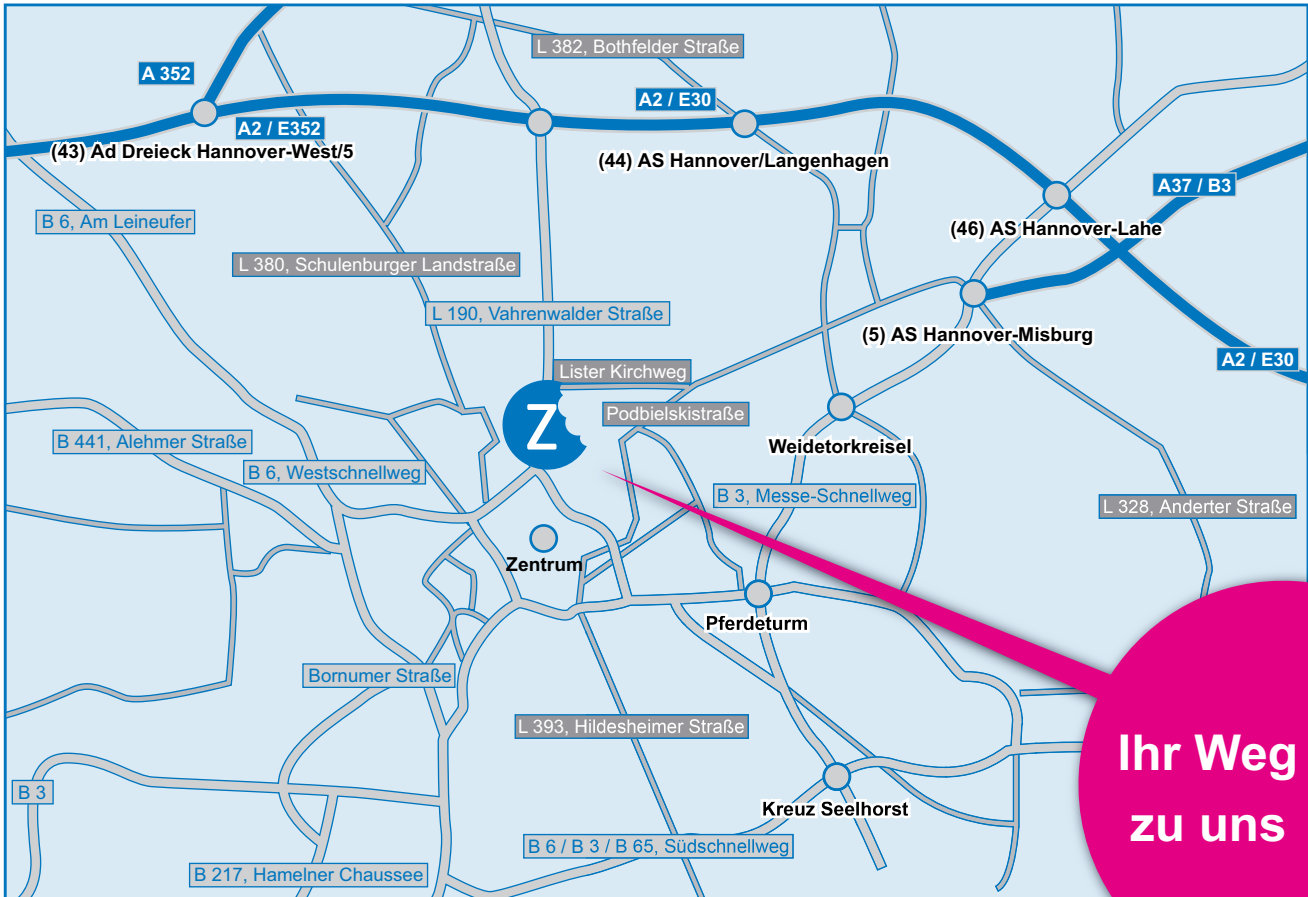 L 382, Bothfelder Straße
A 352
A2 / E30
A2 / E352
(43) Ad Dreieck Hannover-West/5
(44) AS Hannover/Langenhagen
A37 / B3
B 6, Am Leineufer
(46) AS Hannover-Lahe
L 380, Schulenburger Landstraße
L 190, Vahrenwalder Straße
(5) AS Hannover-Misburg
A2 / E30
Lister Kirchweg
Podbielskistraße
Z
B 441, Alehmer Straße
Weidetorkreisel
B 6, Westschnellweg
B 3, Messe-Schnellweg
L 328, Anderter Straße
Zentrum
Pferdeturm
Bornumer Straße
L 393, Hildesheimer Straße
Ihr Weg
zu uns
B 3
Kreuz Seelhorst
B 6 / B 3 / B 65, Südschnellweg
B 217, Hamelner Chaussee